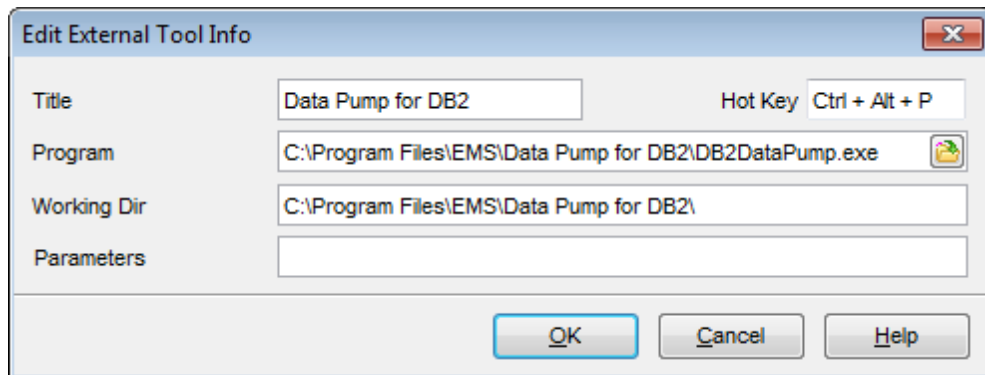 Edit External Tool Info
Title Data Pump for DB2 Hot Key Ctrl + Alt + P
Program C:\Program Files\EMS\Data Pump for DB2\DB2DataPump.exe
Working Dir C:\Program Files\EMS\Data Pump for DB2\
Parameters
OK Cancel Help